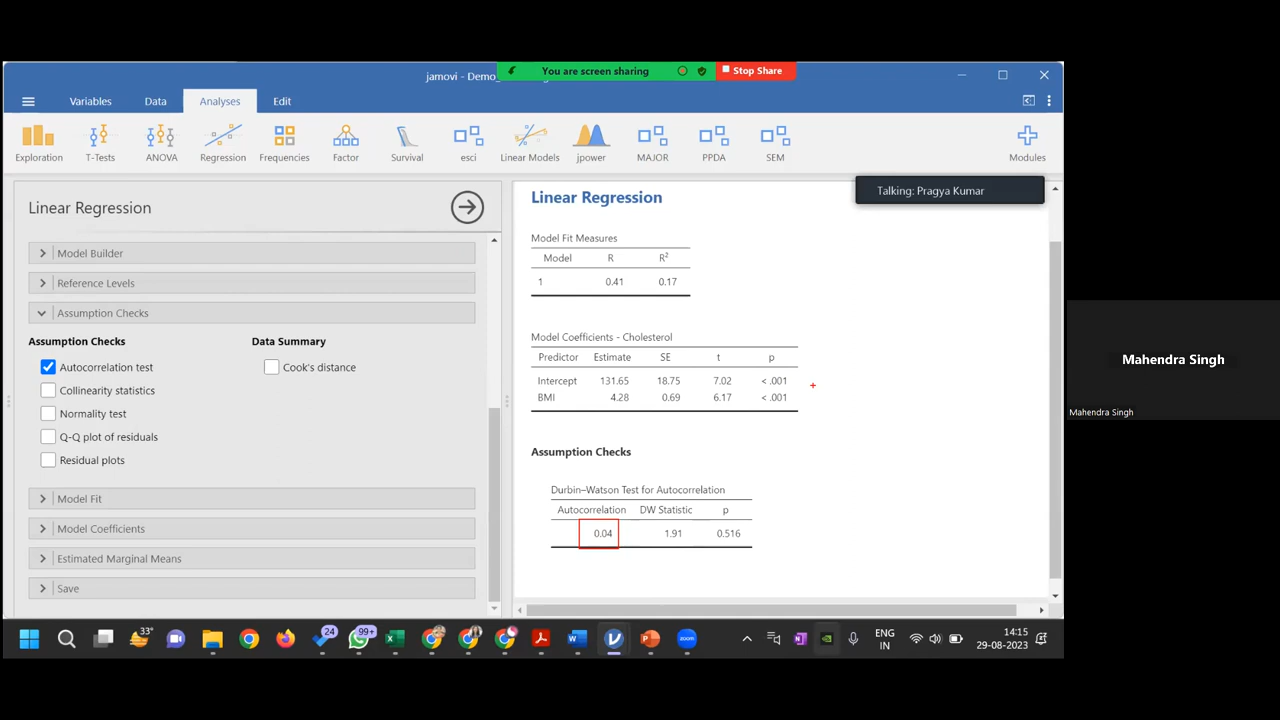 jamovi - Demo_
You are screen sharing
Stop Share
Variables Data Analyses Edit
Exploration T-Tests ANOVA Regression Frequencies Factor Survival esci Linear Models jpower MAJOR PPDA SEM Modules
Talking: Pragya Kumar
Linear Regression
Model Builder
Reference Levels
Assumption Checks
Assumption Checks Data Summary
Autocorrelation test Cook's distance
Collinearity statistics
Normality test
Q-Q plot of residuals
Residual plots
Model Fit
Model Coefficients
Estimated Marginal Means
Save
Linear Regression
Model Fit Measures
Model R R²
1 0.41 0.17
Model Coefficients - Cholesterol
Predictor Estimate SE t p
Intercept 131.65 18.75 7.02 < .001
BMI 4.28 0.69 6.17 < .001
Assumption Checks
Durbin–Watson Test for Autocorrelation
Autocorrelation DW Statistic p
0.04 1.91 0.516
Mahendra Singh
Mahendra Singh
33°
24
99+
zoom
ENG
IN
14:15
29-08-2023